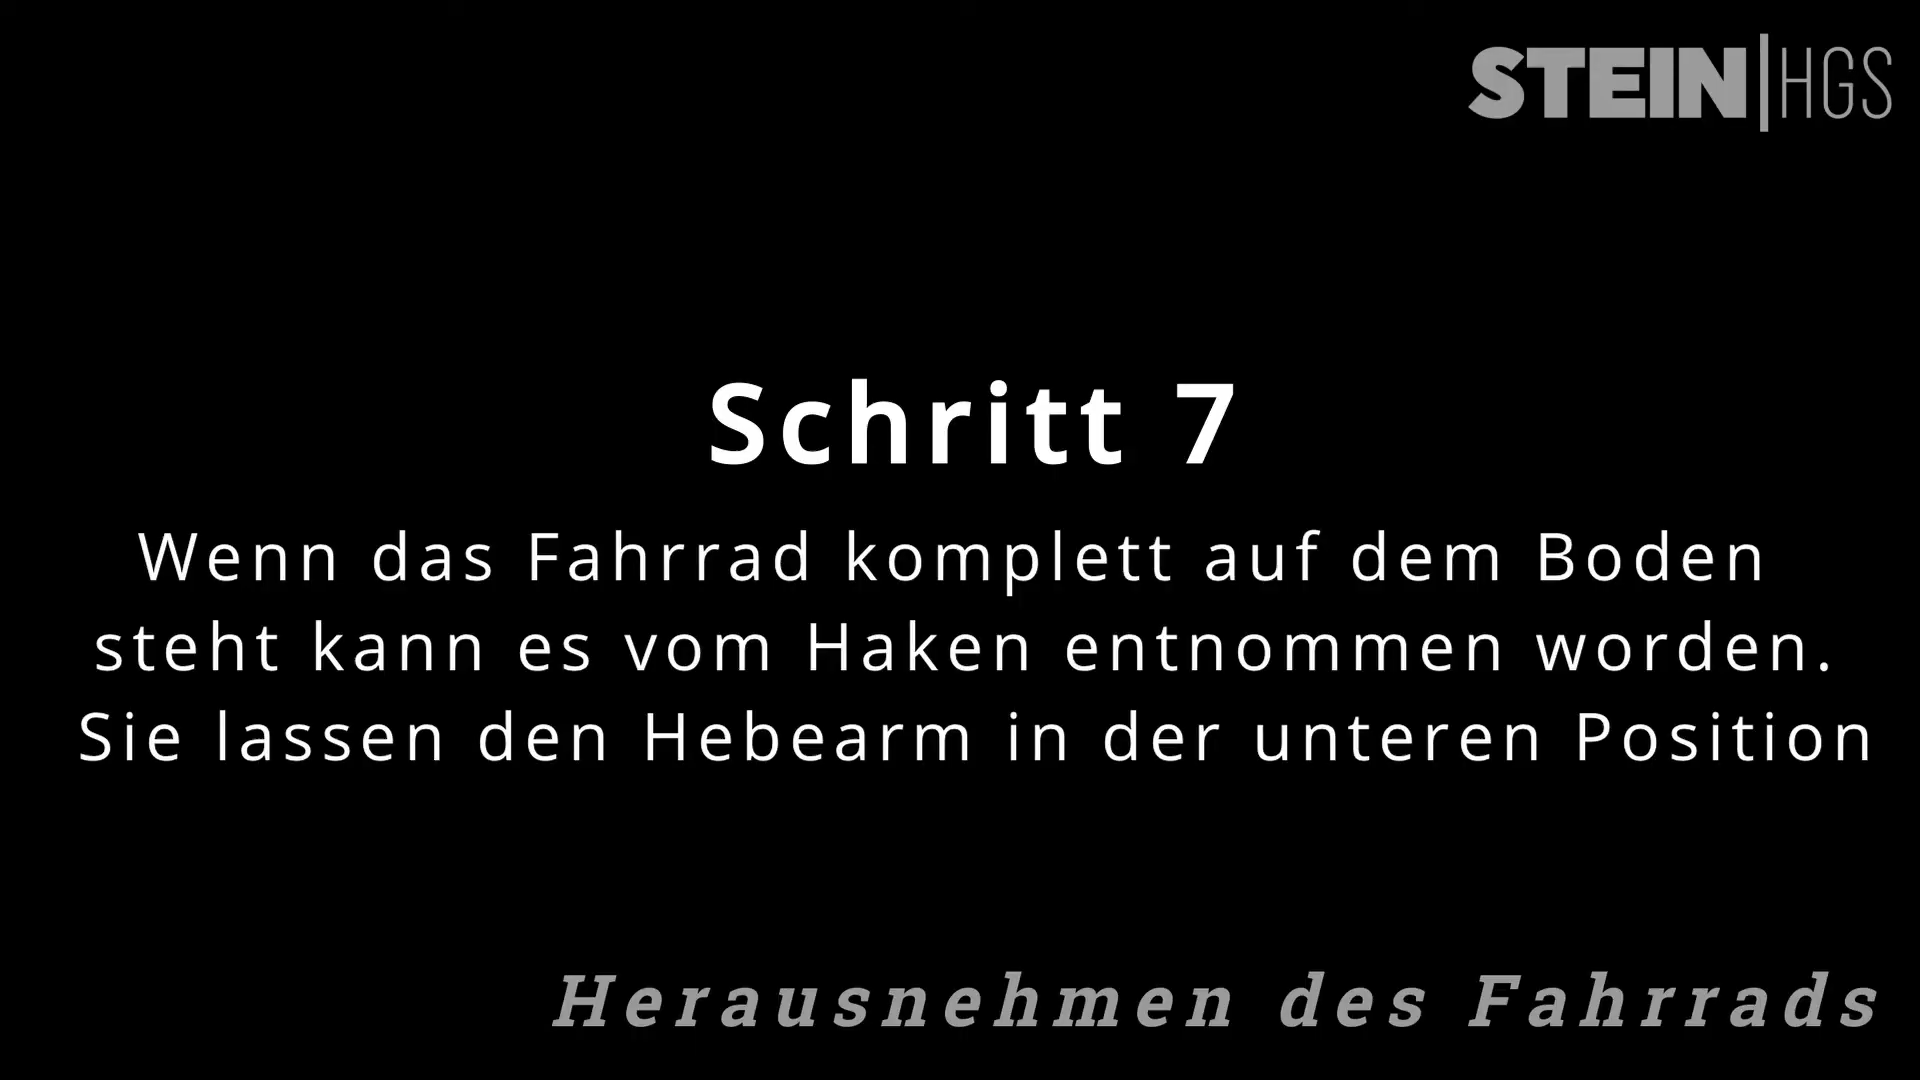 STEIN|HGS
Schritt 7
Wenn das Fahrrad komplett auf dem Boden
steht kann es vom Haken entnommen worden.
Sie lassen den Hebearm in der unteren Position
Herausnehmen des Fahrrads